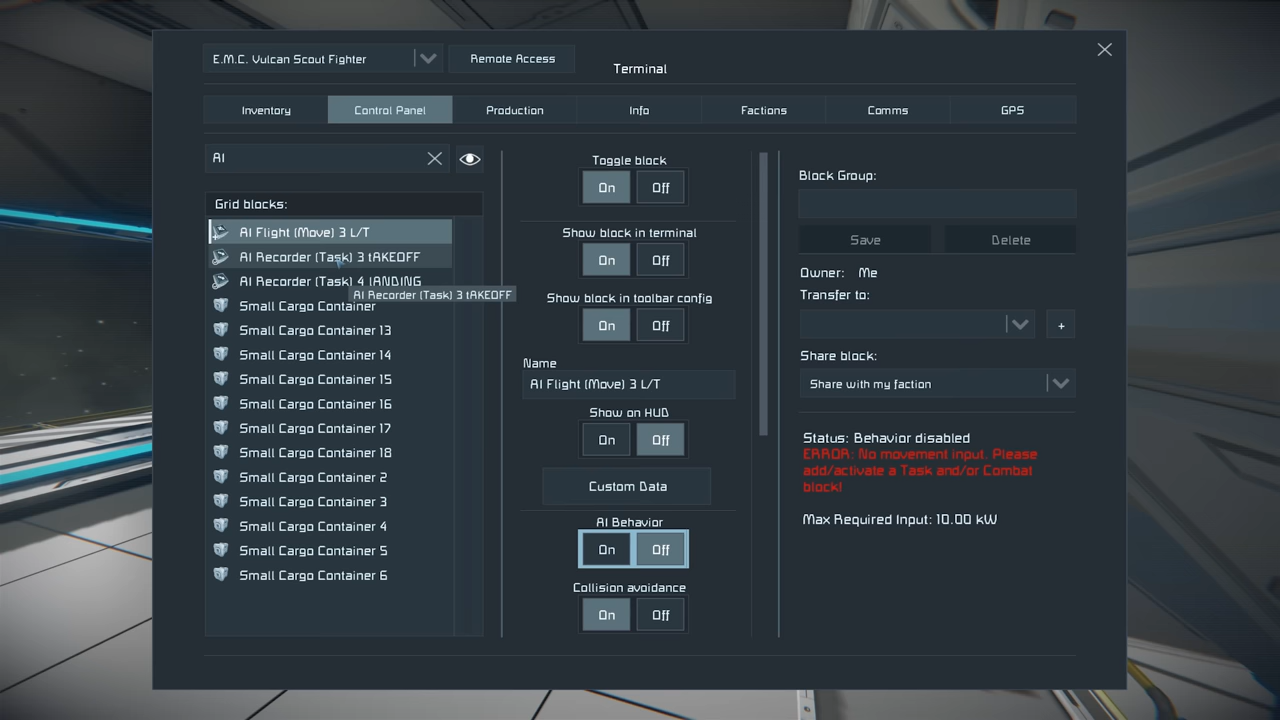 E.M.C. Vulcan Scout Fighter
Remote Access
Terminal
Inventory
Control Panel
Production
Info
Factions
Comms
GPS
AI
Grid blocks:
AI Flight (Move) 3 L/T
AI Recorder (Task) 3 tAKEOFF
AI Recorder (Task) 4 lANDING
AI Recorder (Task) 3 tAKEOFF
Small Cargo Container
Small Cargo Container 13
Small Cargo Container 14
Small Cargo Container 15
Small Cargo Container 16
Small Cargo Container 17
Small Cargo Container 18
Small Cargo Container 2
Small Cargo Container 3
Small Cargo Container 4
Small Cargo Container 5
Small Cargo Container 6
Toggle block
On Off
Show block in terminal
On Off
Show block in toolbar config
On Off
Name
AI Flight (Move) 3 L/T
Show on HUD
On Off
Custom Data
AI Behavior
On Off
Collision avoidance
On Off
Block Group:
Save
Delete
Owner: Me
Transfer to:
+
Share block:
Share with my faction
Status: Behavior disabled
ERROR: No movement input. Please
add/activate a Task and/or Combat
block!
Max Required Input: 10.00 kW